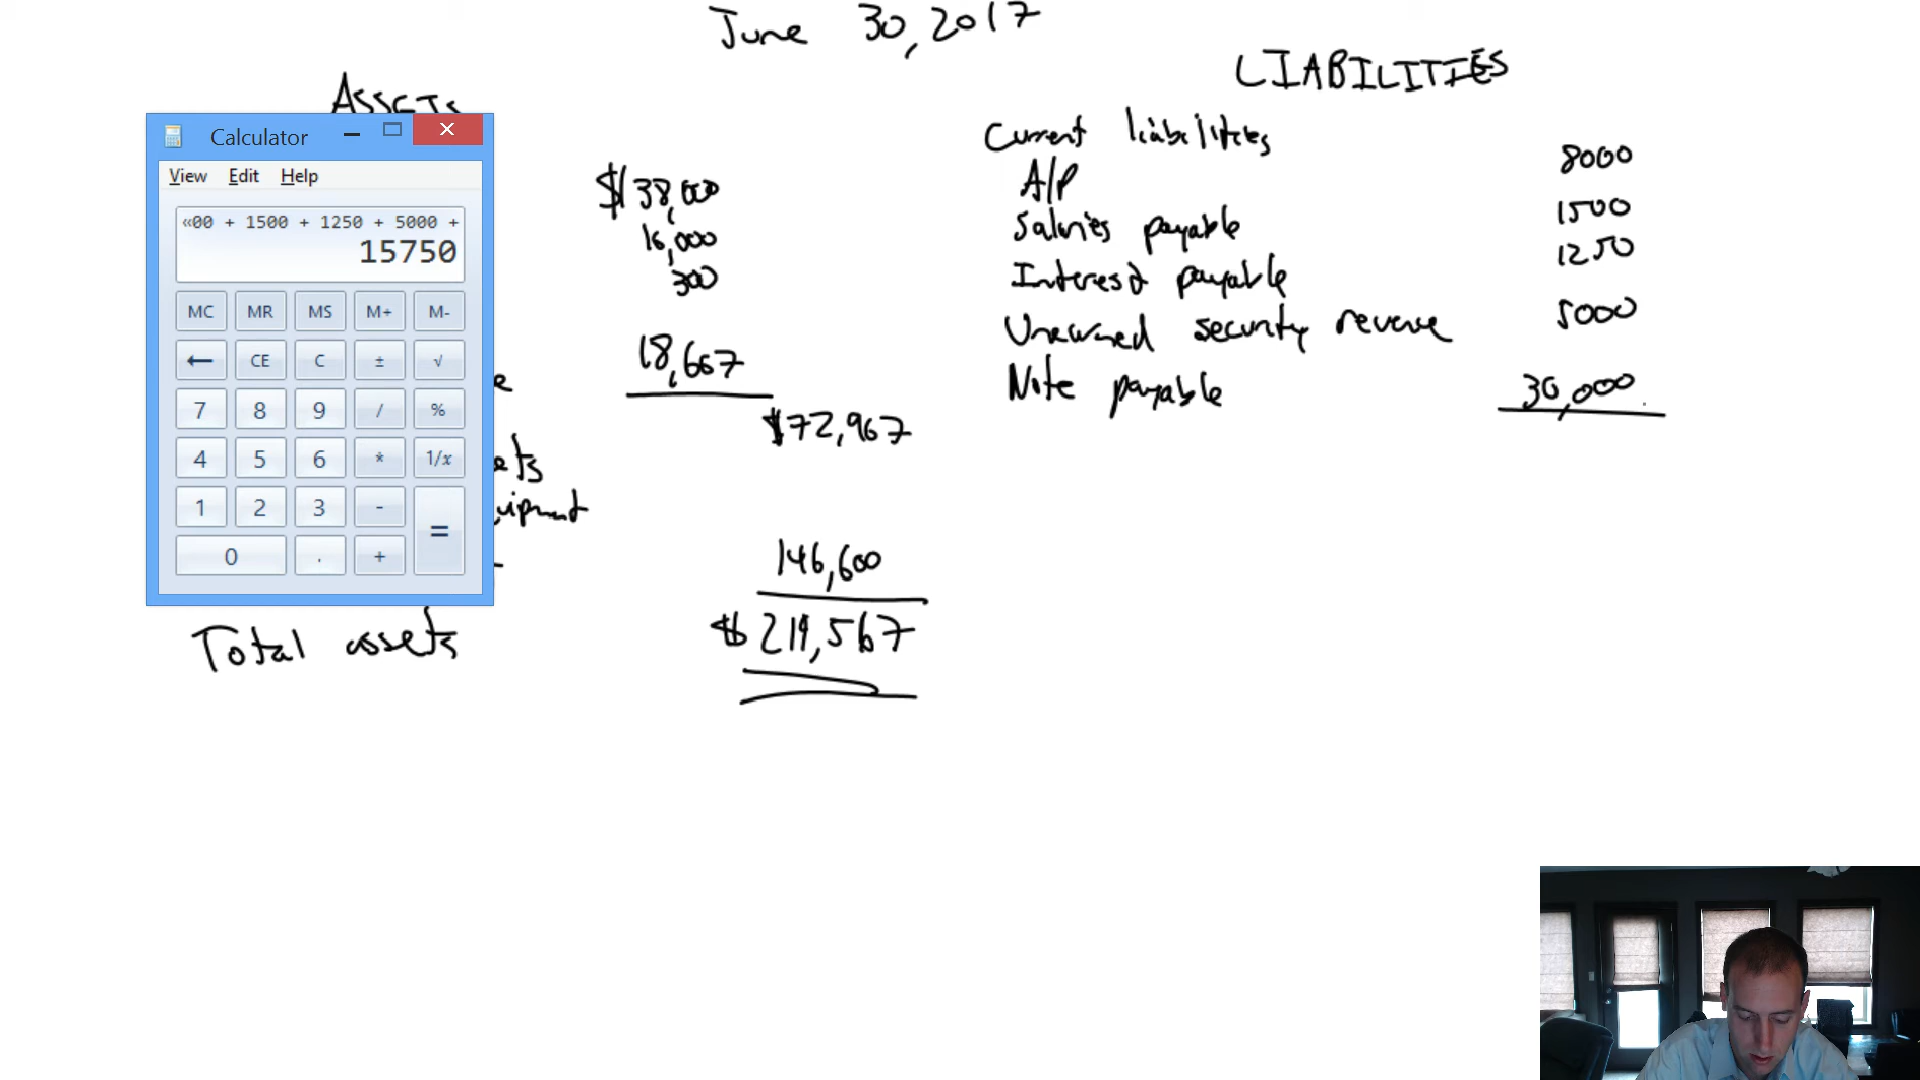 June 30, 2017
ASSETS
LIABILITIES
Calculator
View Edit Help
«00 + 1500 + 1250 + 5000 +
15750
MC MR MS M+ M-
← CE C ± √
7 8 9 / %
4 5 6 * 1/x
1 2 3 - =
0 . +
$138,000
16,000
300
18,667
$72,967
uipment
146,600
Total assets $219,567
Current liabilities
A/P 8000
Salaries payable 1500
Interest payable 1250
Unearned security revenue 5000
Note payable 30,000